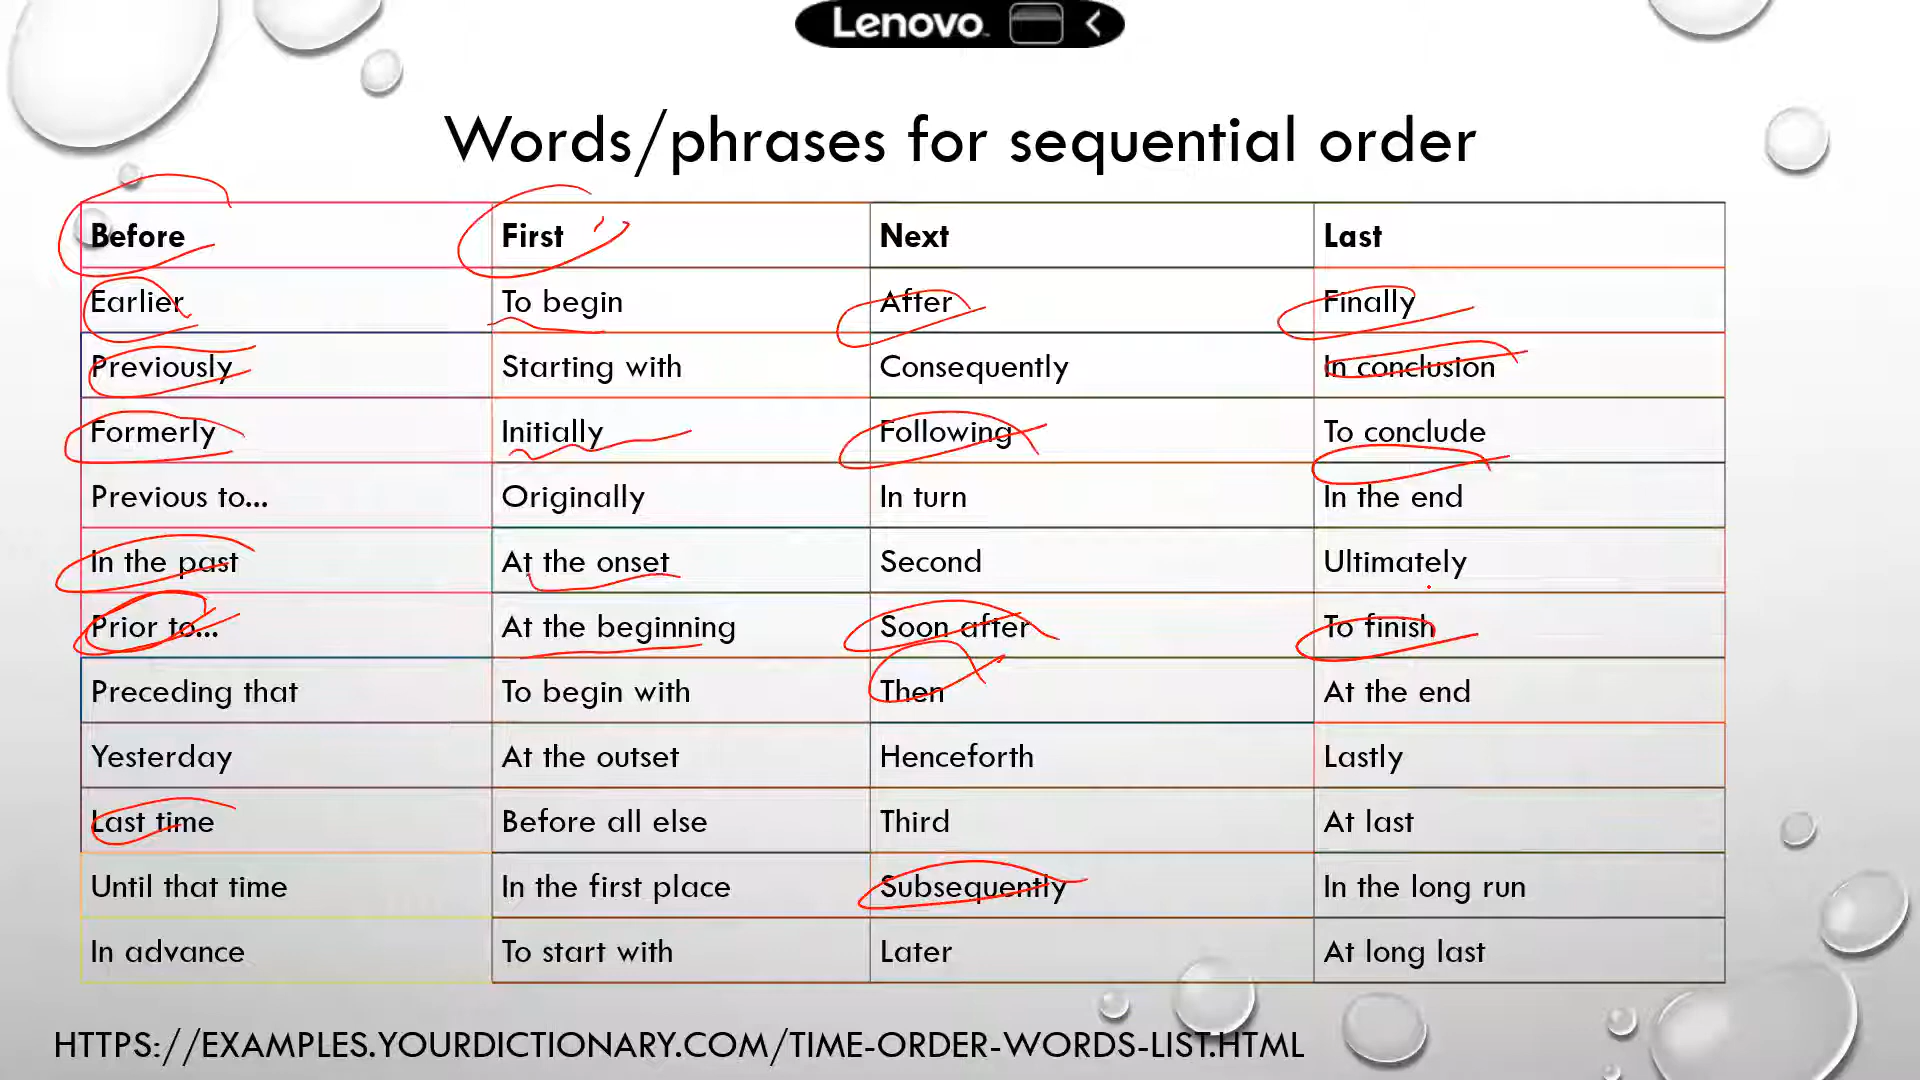 Lenovo
Words/phrases for sequential order
Before First Next Last
Earlier To begin After Finally
Previously Starting with Consequently In conclusion
Formerly Initially Following To conclude
Previous to... Originally In turn In the end
In the past At the onset Second Ultimately
Prior to... At the beginning Soon after To finish
Preceding that To begin with Then At the end
Yesterday At the outset Henceforth Lastly
Last time Before all else Third At last
Until that time In the first place Subsequently In the long run
In advance To start with Later At long last
HTTPS://EXAMPLES.YOURDICTIONARY.COM/TIME-ORDER-WORDS-LIST.HTML